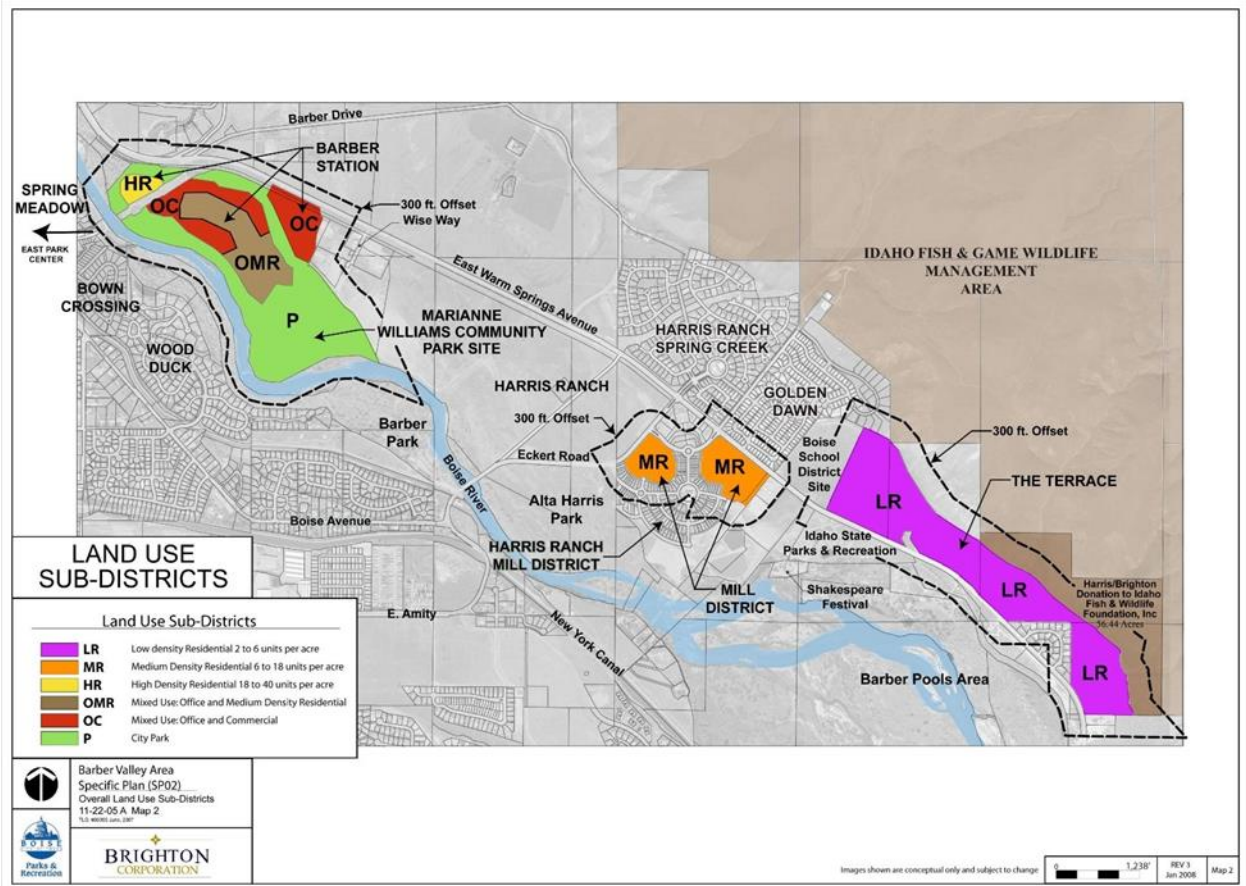 Barber Drive
BARBER
STATION
HR
SPRING
MEADOW
EAST PARK
CENTER
OC
OC
300 ft. Offset
Wise Way
OMR
BOWN
CROSSING
P
MARIANNE
WILLIAMS COMMUNITY
PARK SITE
East Warm Springs Avenue
IDAHO FISH & GAME WILDLIFE
MANAGEMENT
AREA
WOOD
DUCK
HARRIS RANCH
SPRING CREEK
HARRIS RANCH
GOLDEN
DAWN
300 ft. Offset
Barber
Park
Boise River
Eckert Road
MR
MR
Boise
School
District
Site
300 ft. Offset
THE TERRACE
LR
Alta Harris
Park
Boise Avenue
HARRIS RANCH
MILL DISTRICT
Idaho State
Parks & Recreation
MILL
DISTRICT
Shakespeare
Festival
LR
Harris/Brighton
Donation to Idaho
Fish & Wildlife
Foundation, Inc
56.44 Acres
E. Amity
New York Canal
Barber Pools Area
LR
LAND USE
SUB-DISTRICTS
Land Use Sub-Districts
LR Low density Residential 2 to 6 units per acre
MR Medium Density Residential 6 to 18 units per acre
HR High Density Residential 18 to 40 units per acre
OMR Mixed Use: Office and Medium Density Residential
OC Mixed Use: Office and Commercial
P City Park
Barber Valley Area
Specific Plan (SP02)
Overall Land Use Sub-Districts
11-22-05 A Map 2
BOISE
Parks &
Recreation
BRIGHTON
CORPORATION
Images shown are conceptual only and subject to change
0 1,238'
REV 3
Jan 2008
Map 2